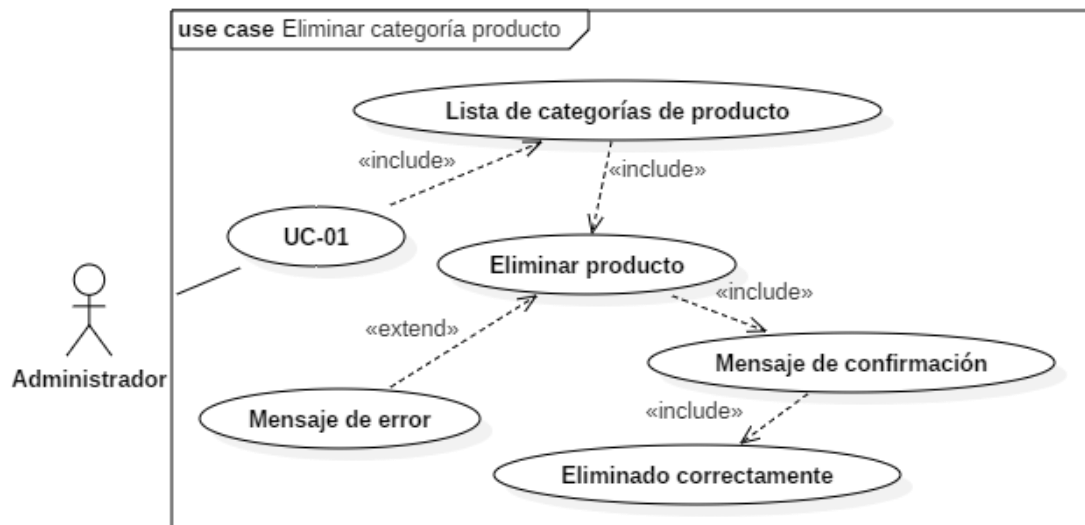 use case Eliminar categoría producto
Lista de categorías de producto
«include»
«include»
UC-01
Eliminar producto
«include»
«extend»
Mensaje de confirmación
Administrador
Mensaje de error
«include»
Eliminado correctamente